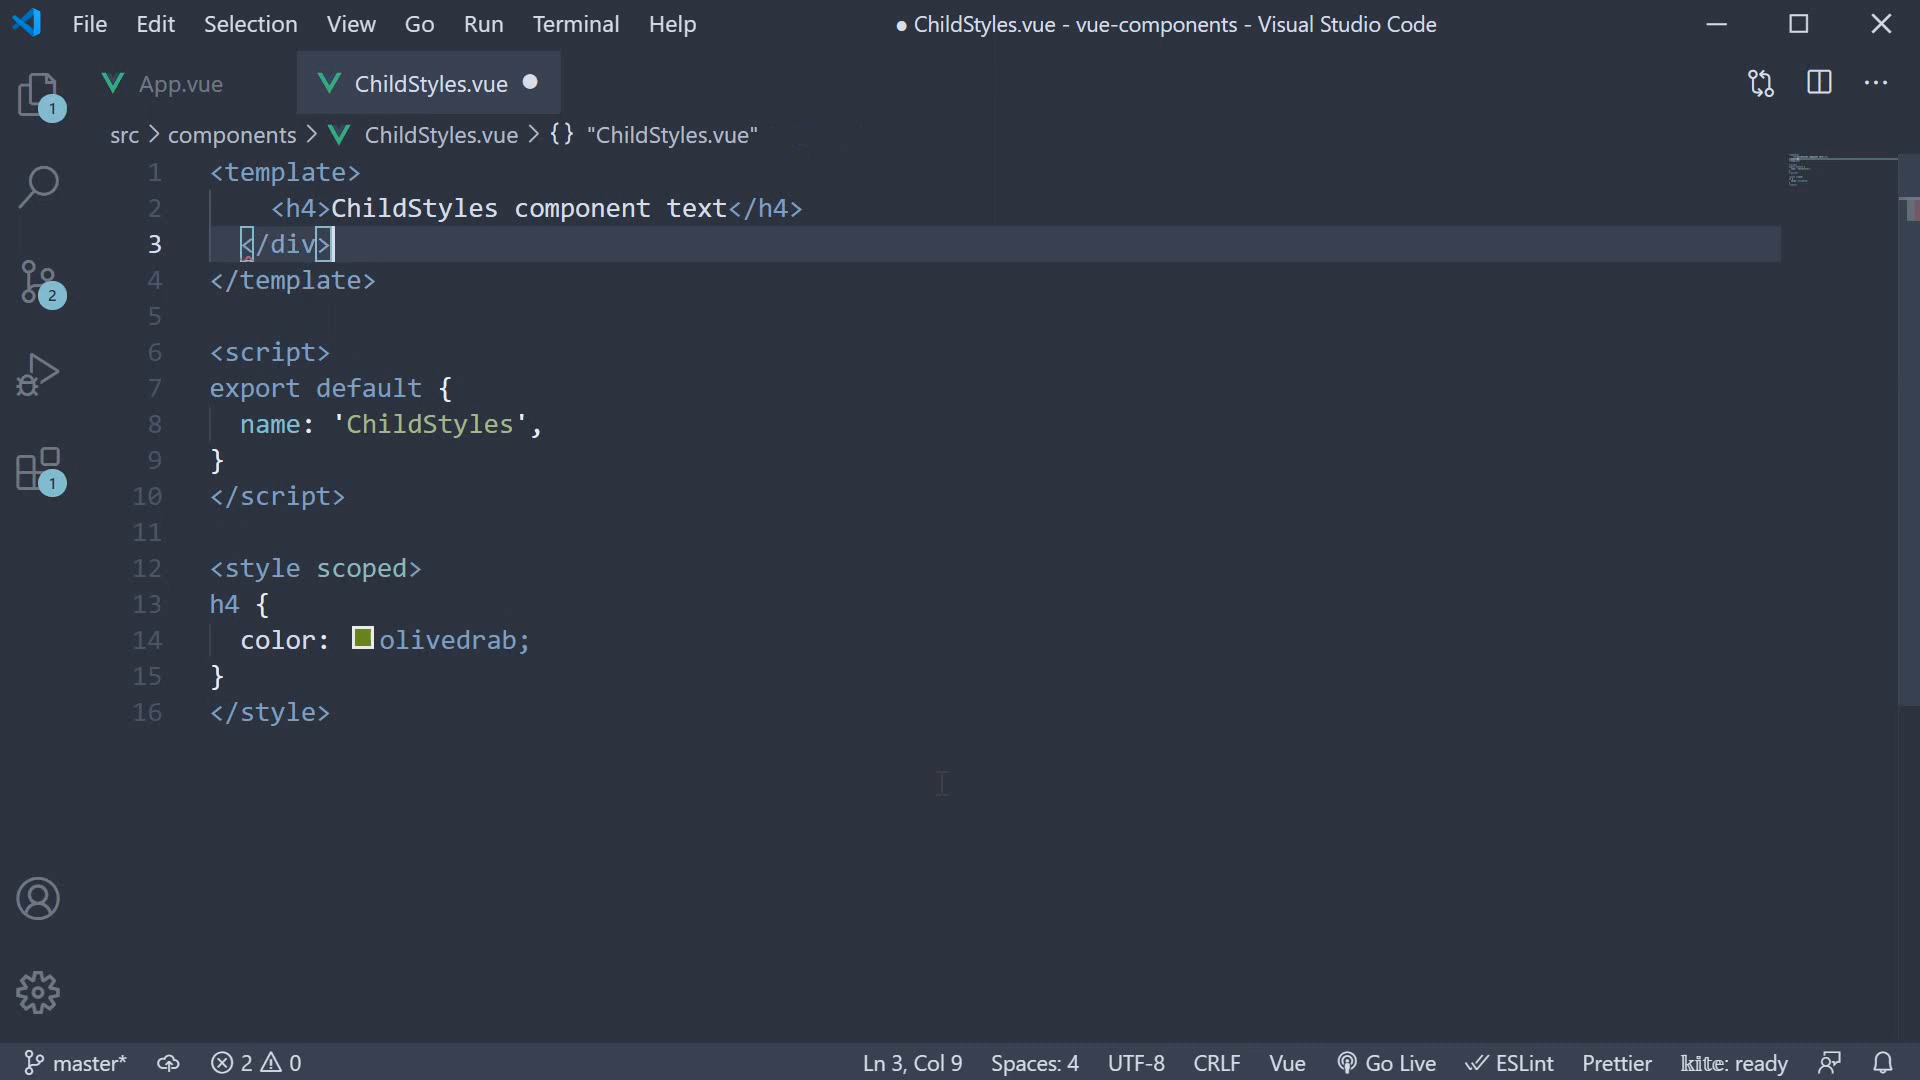 File Edit Selection View Go Run Terminal Help ● ChildStyles.vue - vue-components - Visual Studio Code
App.vue ChildStyles.vue ●
src > components > ChildStyles.vue > {} "ChildStyles.vue"
1 <template>
2 <h4>ChildStyles component text</h4>
3 </div>
4 </template>
5
6 <script>
7 export default {
8 name: 'ChildStyles',
9 }
10 </script>
11
12 <style scoped>
13 h4 {
14 color: olivedrab;
15 }
16 </style>
1
2
1
master* 2 0 Ln 3, Col 9 Spaces: 4 UTF-8 CRLF Vue Go Live ESLint Prettier kite: ready